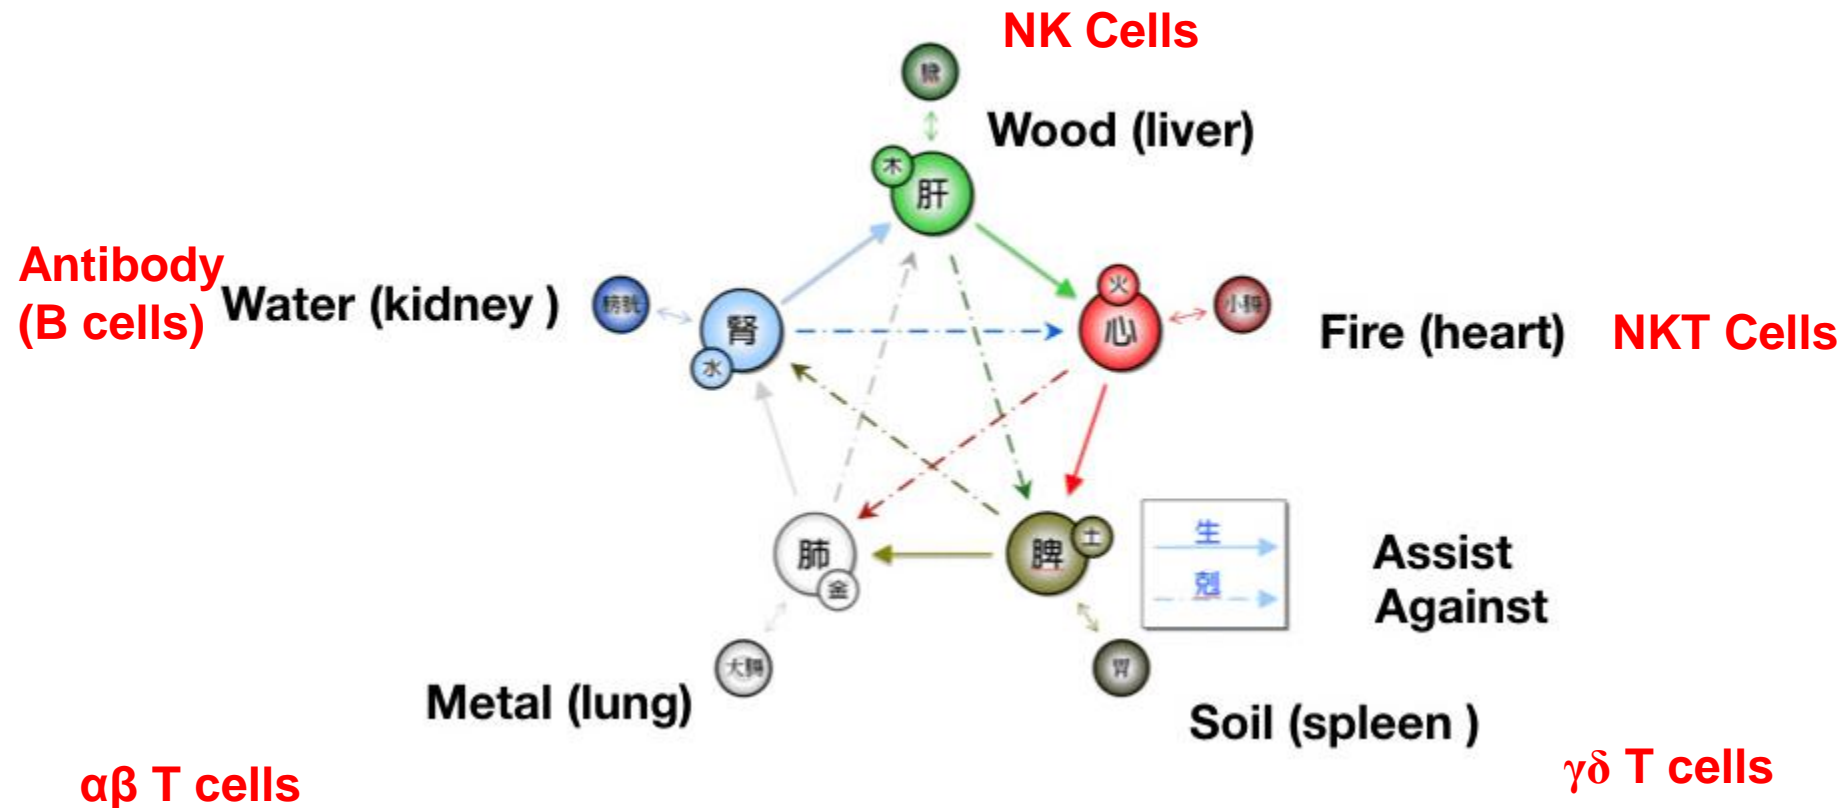 NK Cells
膽
Wood (liver)
木
肝
Antibody
(B cells)
Water (kidney )
膀胱
腎
水
火
心
小腸
Fire (heart)
NKT Cells
肺
金
脾
土
生
剋
Assist
Against
大腸
胃
Metal (lung)
Soil (spleen )
αβ T cells
γδ T cells